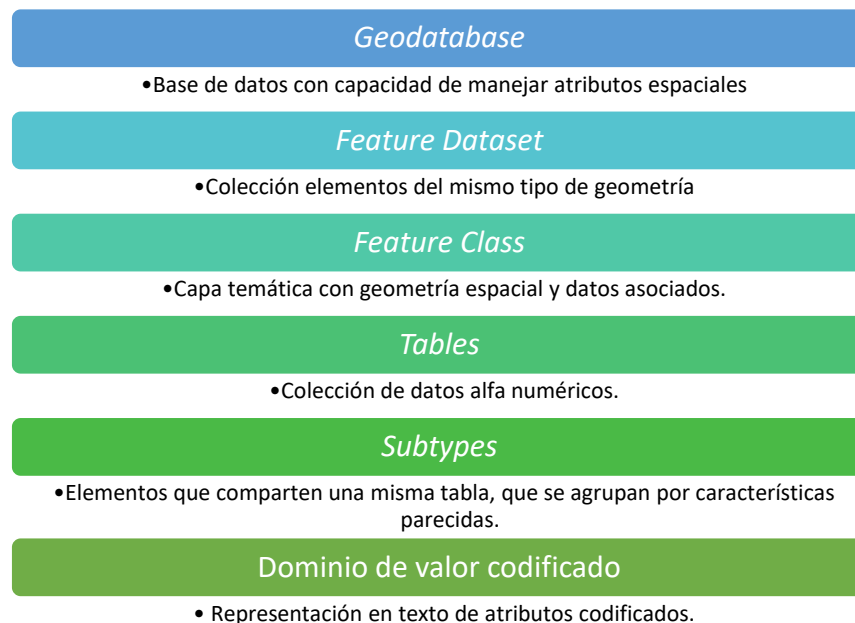 Geodatabase
•Base de datos con capacidad de manejar atributos espaciales
Feature Dataset
•Colección elementos del mismo tipo de geometría
Feature Class
•Capa temática con geometría espacial y datos asociados.
Tables
•Colección de datos alfa numéricos.
Subtypes
•Elementos que comparten una misma tabla, que se agrupan por características
parecidas.
Dominio de valor codificado
• Representación en texto de atributos codificados.